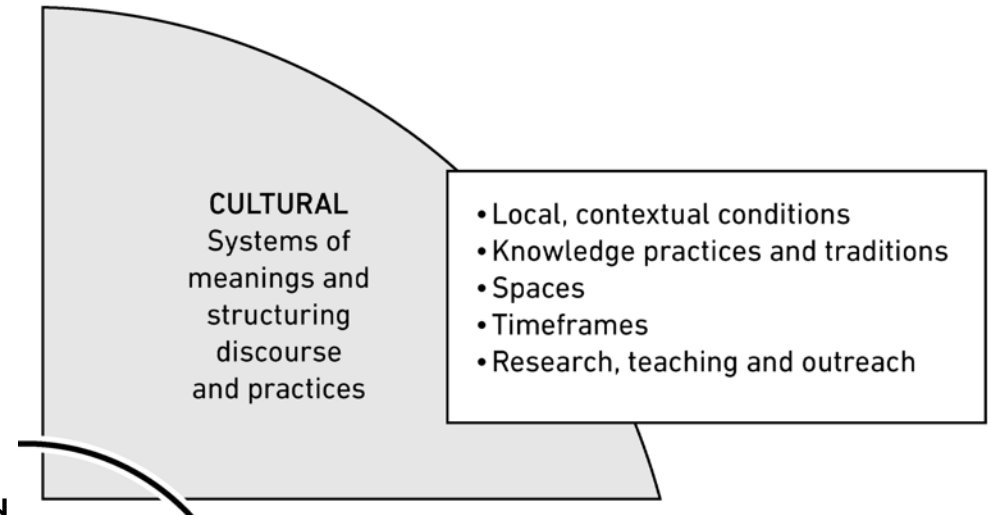 CULTURAL
Systems of
meanings and
structuring
discourse
and practices
• Local, contextual conditions
• Knowledge practices and traditions
• Spaces
• Timeframes
• Research, teaching and outreach